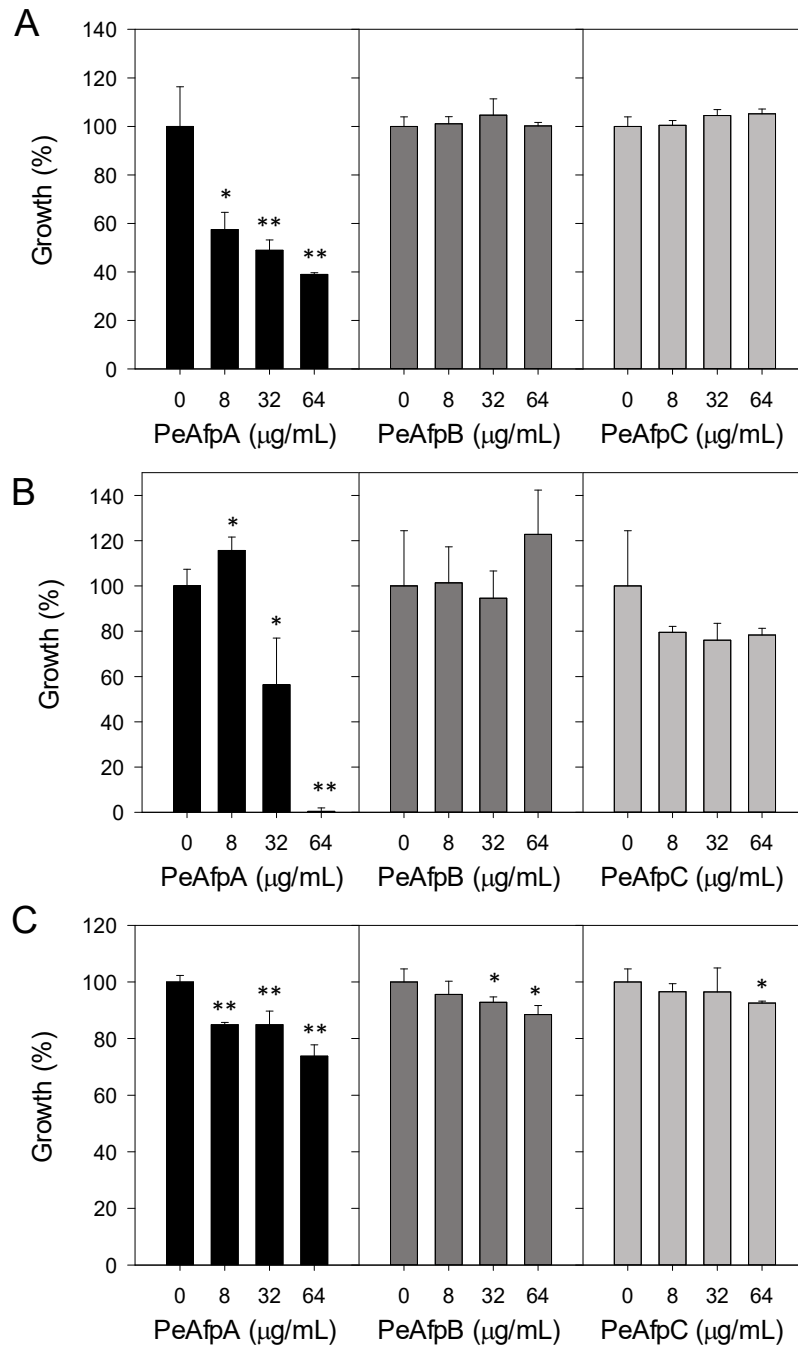 A
Growth (%)
140
120
100
80
60
40
20
0
* ** **
0 8 32 64 0 8 32 64 0 8 32 64
PeAfpA (μg/mL) PeAfpB (μg/mL) PeAfpC (μg/mL)
B
Growth (%)
140
120
100
80
60
40
20
0
* * **
0 8 32 64 0 8 32 64 0 8 32 64
PeAfpA (μg/mL) PeAfpB (μg/mL) PeAfpC (μg/mL)
C
Growth (%)
120
100
80
60
40
20
0
** ** ** * * *
0 8 32 64 0 8 32 64 0 8 32 64
PeAfpA (μg/mL) PeAfpB (μg/mL) PeAfpC (μg/mL)